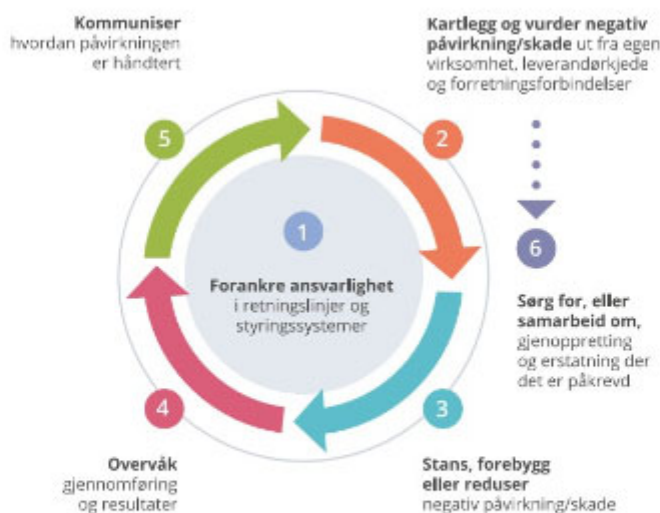 Kommuniser
hvordan påvirkningen
er håndtert
Kartlegg og vurder negativ
påvirkning/skade ut fra egen
virksomhet, leverandørkjede
og forretningsforbindelser
5
2
1
6
Forankre ansvarlighet
i retningslinjer og
styringssystemer
Sørg for, eller
samarbeid om,
gjenoppretting
og erstatning der
det er påkrevd
4
3
Overvåk
gjennomføring
og resultater
Stans, forebygg
eller reduser
negativ påvirkning/skade